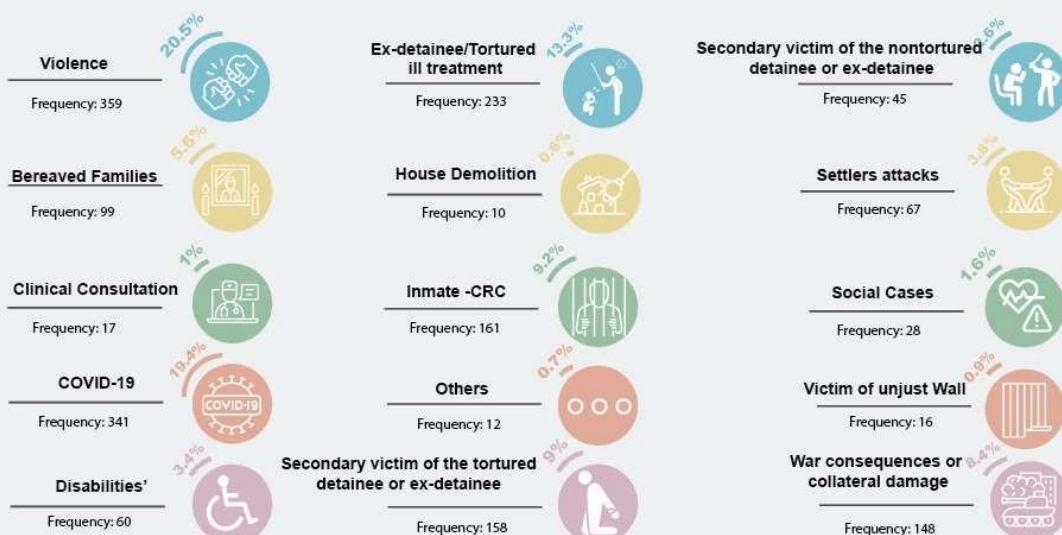 20.5%
Violence
Frequency: 359
13.3%
Ex-detainee/Tortured
ill treatment
Frequency: 233
2.6%
Secondary victim of the nontortured
detainee or ex-detainee
Frequency: 45
5.6%
Bereaved Families
Frequency: 99
0.6%
House Demolition
Frequency: 10
3.8%
Settlers attacks
Frequency: 67
1%
Clinical Consultation
Frequency: 17
9.2%
Inmate -CRC
Frequency: 161
1.6%
Social Cases
Frequency: 28
19.4%
COVID-19
COVID-19
Frequency: 341
0.7%
Others
Frequency: 12
0.9%
Victim of unjust Wall
Frequency: 16
3.4%
Disabilities’
Frequency: 60
9%
Secondary victim of the tortured
detainee or ex-detainee
Frequency: 158
8.4%
War consequences or
collateral damage
Frequency: 148